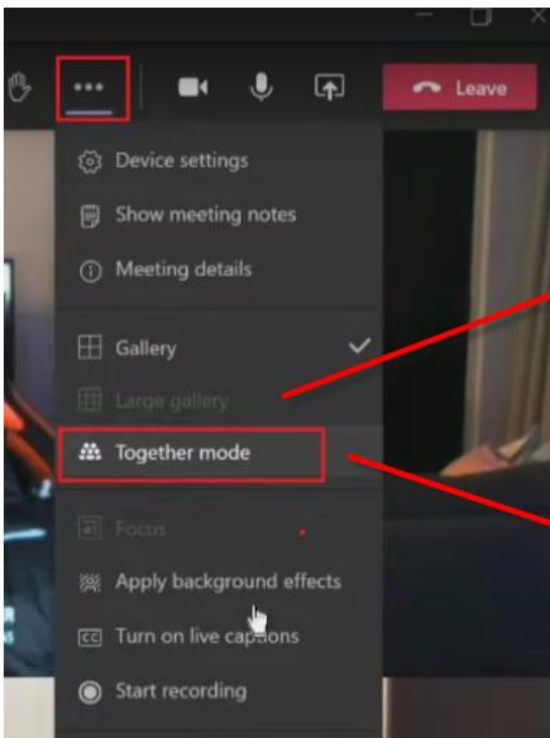 Leave
Device settings
Show meeting notes
Meeting details
Gallery
Large gallery
Together mode
Focus
Apply background effects
CC Turn on live captions
Start recording